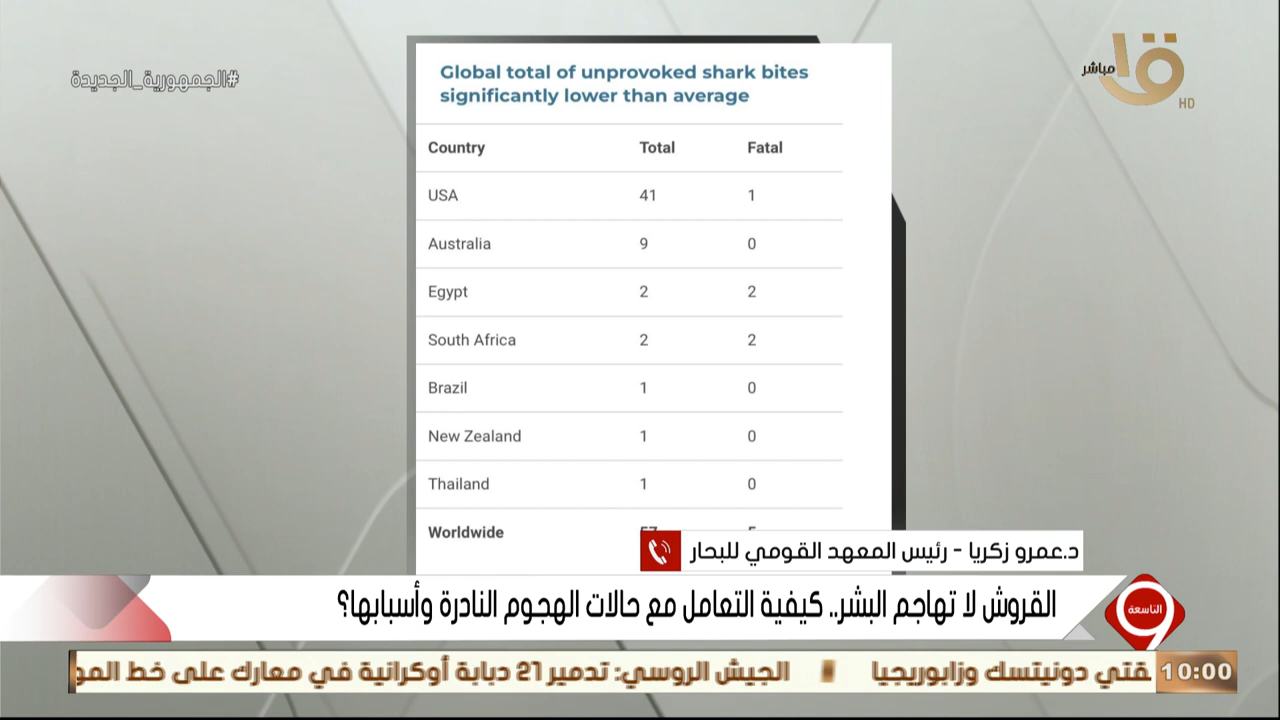 #الجمهورية_الجديدة
مباشر
HD
Global total of unprovoked shark bites
significantly lower than average
Country Total Fatal
USA 41 1
Australia 9 0
Egypt 2 2
South Africa 2 2
Brazil 1 0
New Zealand 1 0
Thailand 1 0
Worldwide
د.عمرو زكريا - رئيس المعهد القومي للبحار
القروش لا تهاجم البشر.. كيفية التعامل مع حالات الهجوم النادرة وأسبابها؟
التاسعة
9
10:00
ـقتي دونيتسك وزابوريجيا
الجيش الروسي: تدمير 21 دبابة أوكرانية في معارك على خط